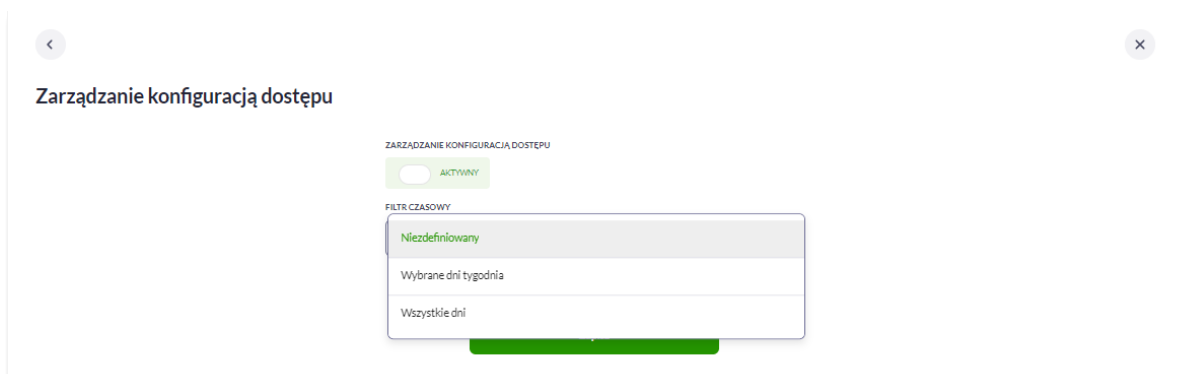 Zarządzanie konfiguracją dostępu
ZARZĄDZANIE KONFIGURACJĄ DOSTĘPU
AKTYWNY
FILTR CZASOWY
Niezdefiniowany
Wybrane dni tygodnia
Wszystkie dni